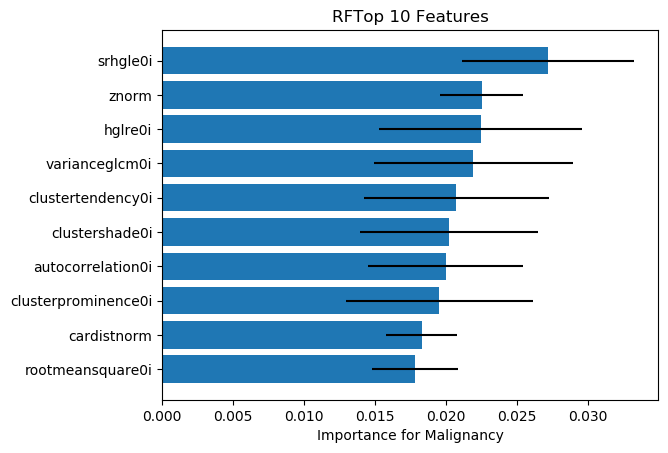 RFTop 10 Features
srhgle0i
znorm
hglre0i
varianceglcm0i
clustertendency0i
clustershade0i
autocorrelation0i
clusterprominence0i
cardistnorm
rootmeansquare0i
0.000 0.005 0.010 0.015 0.020 0.025 0.030
Importance for Malignancy